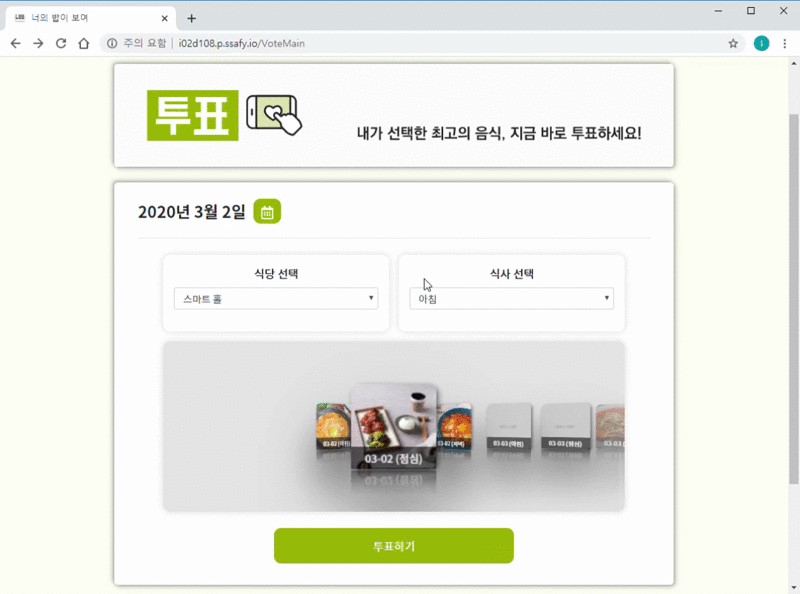 너의 밥이 보여
주의 요함 | i02d108.p.ssafy.io/VoteMain
투표
내가 선택한 최고의 음식, 지금 바로 투표하세요!
2020년 3월 2일
식당 선택
식사 선택
스마트 홀
아침
03-02 (아침)
03-02 (점심)
03-02 (저녁)
03-03 (아침)
03-03 (점심)
03-03 (
투표하기